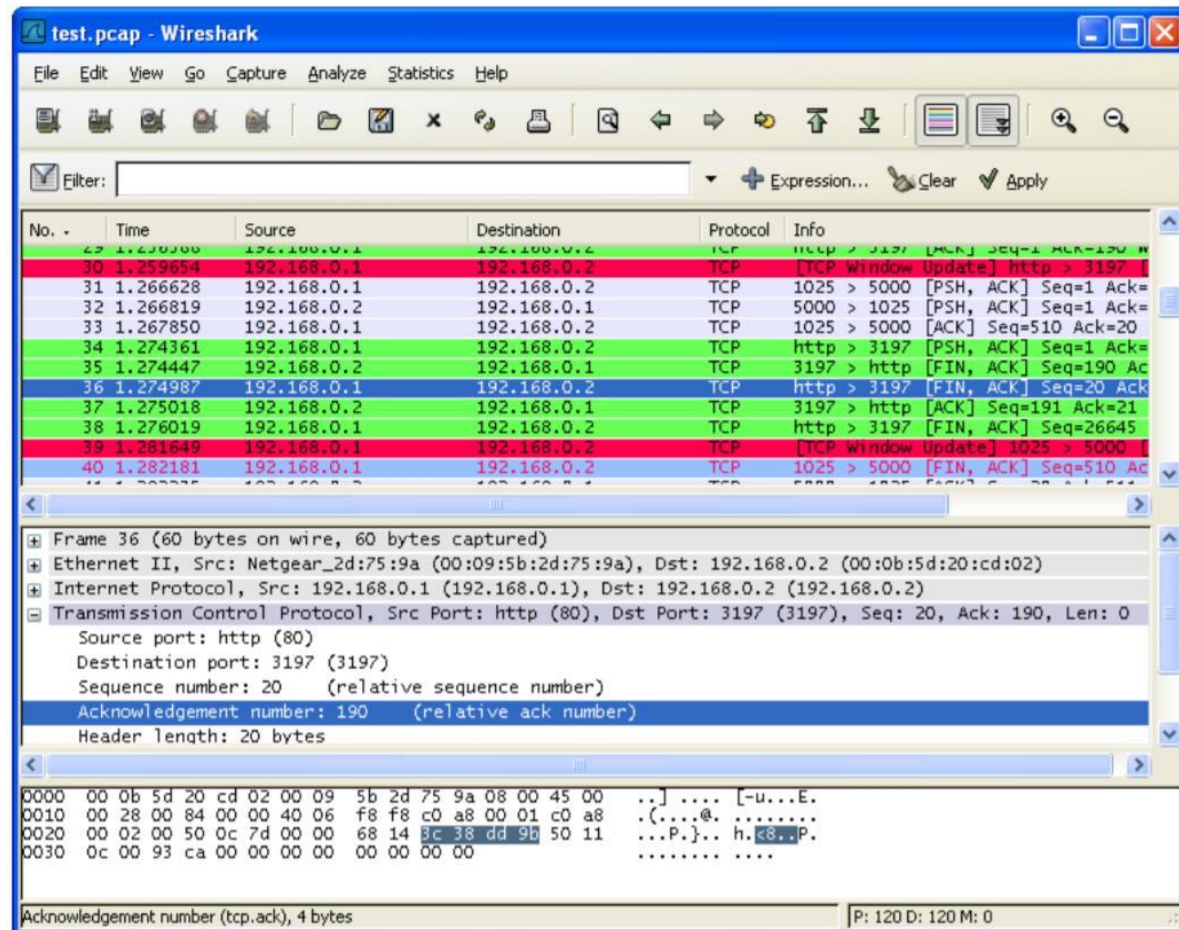 test.pcap - Wireshark
File Edit View Go Capture Analyze Statistics Help
Filter: Expression... Clear Apply
No. Time Source Destination Protocol Info
30 1.259654 192.168.0.1 192.168.0.2 TCP [TCP Window Update] http > 3197 [
31 1.266628 192.168.0.1 192.168.0.2 TCP 1025 > 5000 [PSH, ACK] Seq=1 Ack=
32 1.266819 192.168.0.2 192.168.0.1 TCP 5000 > 1025 [PSH, ACK] Seq=1 Ack=
33 1.267850 192.168.0.1 192.168.0.2 TCP 1025 > 5000 [ACK] Seq=510 Ack=20
34 1.274361 192.168.0.1 192.168.0.2 TCP http > 3197 [PSH, ACK] Seq=1 Ack=
35 1.274447 192.168.0.2 192.168.0.1 TCP 3197 > http [FIN, ACK] Seq=190 Ac
36 1.274987 192.168.0.1 192.168.0.2 TCP http > 3197 [FIN, ACK] Seq=20 Ack
37 1.275018 192.168.0.2 192.168.0.1 TCP 3197 > http [ACK] Seq=191 Ack=21
38 1.276019 192.168.0.1 192.168.0.2 TCP http > 3197 [FIN, ACK] Seq=26645
39 1.281649 192.168.0.1 192.168.0.2 TCP [TCP Window Update] 1025 > 5000 [
40 1.282181 192.168.0.1 192.168.0.2 TCP 1025 > 5000 [FIN, ACK] Seq=510 Ac
Frame 36 (60 bytes on wire, 60 bytes captured)
Ethernet II, Src: Netgear_2d:75:9a (00:09:5b:2d:75:9a), Dst: 192.168.0.2 (00:0b:5d:20:cd:02)
Internet Protocol, Src: 192.168.0.1 (192.168.0.1), Dst: 192.168.0.2 (192.168.0.2)
Transmission Control Protocol, Src Port: http (80), Dst Port: 3197 (3197), Seq: 20, Ack: 190, Len: 0
Source port: http (80)
Destination port: 3197 (3197)
Sequence number: 20 (relative sequence number)
Acknowledgement number: 190 (relative ack number)
Header length: 20 bytes
0000 00 0b 5d 20 cd 02 00 09 5b 2d 75 9a 08 00 45 00 ..] .... [-u...E.
0010 00 28 00 84 00 00 40 06 f8 f8 c0 a8 00 01 c0 a8 .(....@. ........
0020 00 02 00 50 0c 7d 00 00 68 14 3c 38 dd 9b 50 11 ...P.}.. h.<8..P.
0030 0c 00 93 ca 00 00 00 00 00 00 00 00 ........ ....
Acknowledgement number (tcp.ack), 4 bytes P: 120 D: 120 M: 0